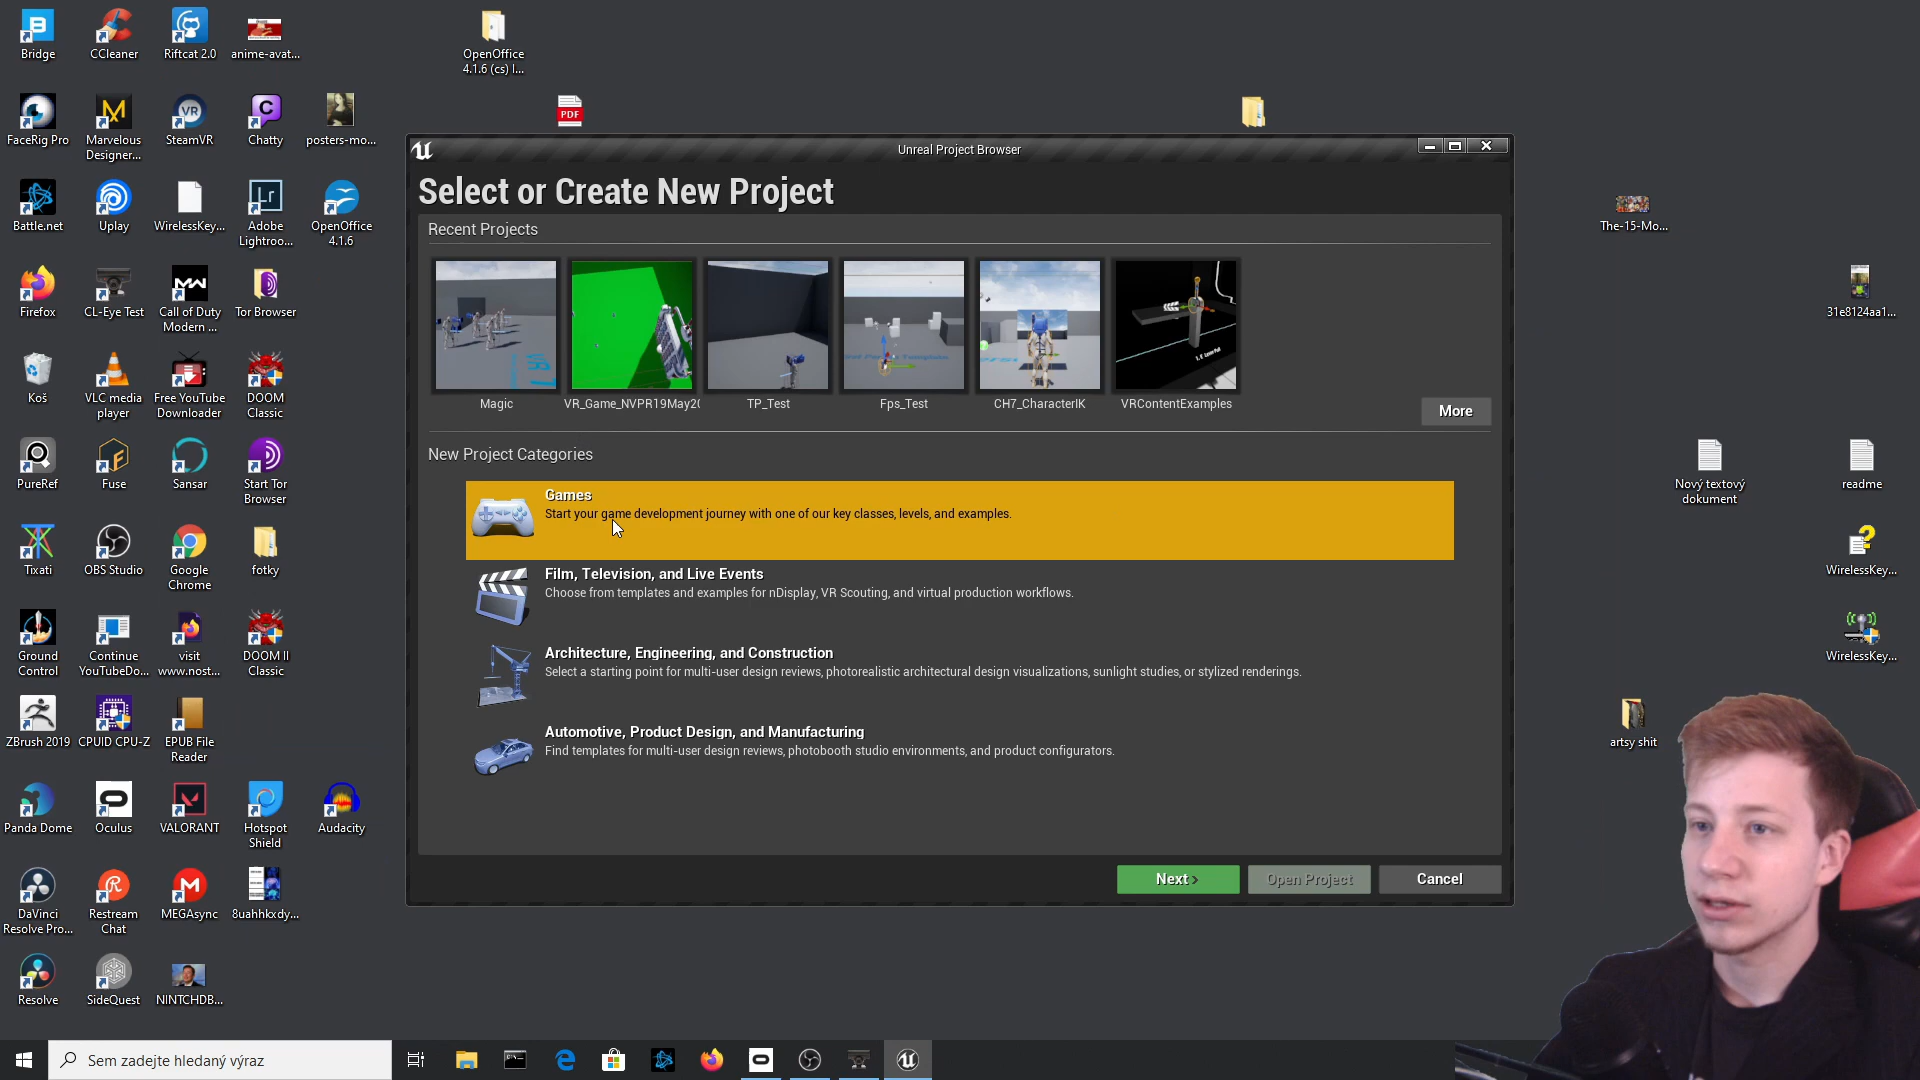 Bridge
CCleaner
Riftcat 2.0
anime-avat...
OpenOffice
4.1.6 (cs) I...
FaceRig Pro
Marvelous
Designer...
SteamVR
Chatty
posters-mo...
PDF
Battle.net
Uplay
WirelessKey...
Adobe
Lightroo...
OpenOffice
4.1.6
Firefox
CL-Eye Test
Call of Duty
Modern ...
Tor Browser
Koš
VLC media
player
Free YouTube
Downloader
DOOM
Classic
PureRef
Fuse
Sansar
Start Tor
Browser
Tixati
OBS Studio
Google
Chrome
fotky
Ground
Control
Continue
YouTubeDo...
visit
www.nost...
DOOM II
Classic
ZBrush 2019
CPUID CPU-Z
EPUB File
Reader
Panda Dome
Oculus
VALORANT
Hotspot
Shield
Audacity
DaVinci
Resolve Pro...
Restream
Chat
MEGAsync
8uahhkxdy...
Resolve
SideQuest
NINTCHDB...
Unreal Project Browser
Select or Create New Project
Recent Projects
Magic
VR_Game_NVPR19May20
TP_Test
Fps_Test
CH7_CharacterIK
VRContentExamples
More
New Project Categories
Games
Start your game development journey with one of our key classes, levels, and examples.
Film, Television, and Live Events
Choose from templates and examples for nDisplay, VR Scouting, and virtual production workflows.
Architecture, Engineering, and Construction
Select a starting point for multi-user design reviews, photorealistic architectural design visualizations, sunlight studies, or stylized renderings.
Automotive, Product Design, and Manufacturing
Find templates for multi-user design reviews, photobooth studio environments, and product configurators.
Next >
Open Project
Cancel
The-15-Mo...
31e8124aa1...
Nový textový
dokument
readme
WirelessKey...
WirelessKey...
artsy shit
Sem zadejte hledaný výraz